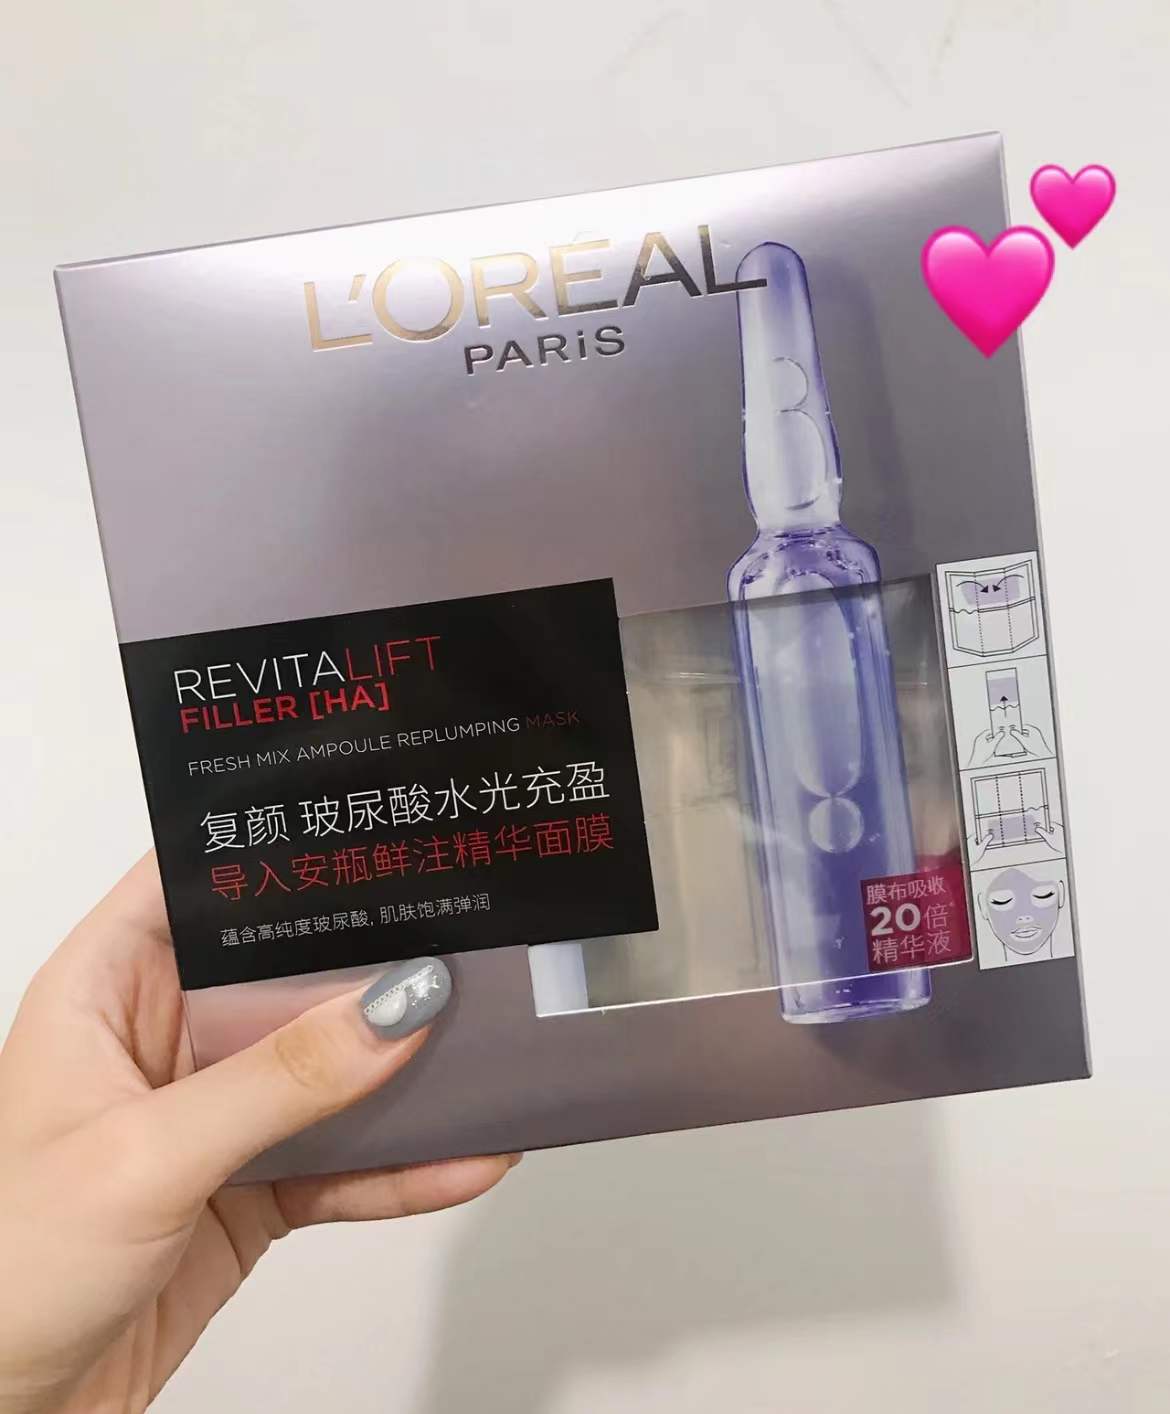 L'ORÉAL
PARiS
REVITALIFT
FILLER [HA]
FRESH MIX AMPOULE REPLUMPING MASK
复颜 玻尿酸水光充盈
导入安瓶鲜注精华面膜
蕴含高纯度玻尿酸, 肌肤饱满弹润
膜布吸收
20倍
精华液